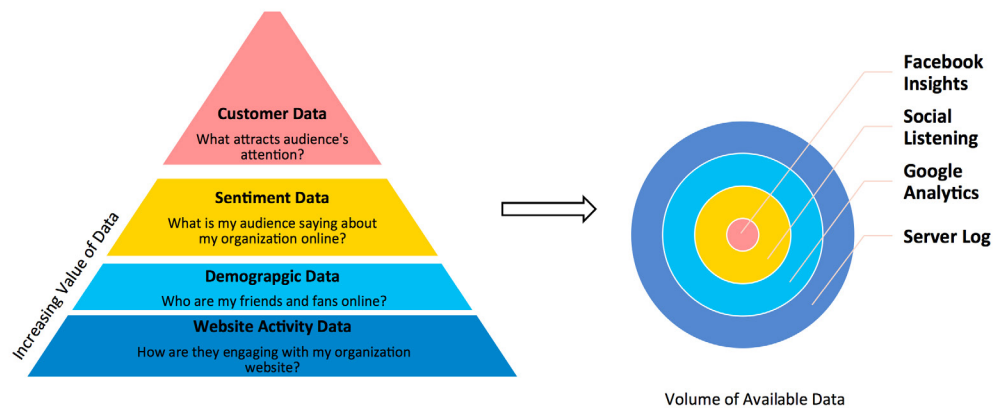 Customer Data
What attracts audience's
attention?
Sentiment Data
What is my audience saying about
my organization online?
Demograpgic Data
Who are my friends and fans online?
Website Activity Data
How are they engaging with my organization
website?
Increasing Value of Data
Facebook
Insights
Social
Listening
Google
Analytics
Server Log
Volume of Available Data